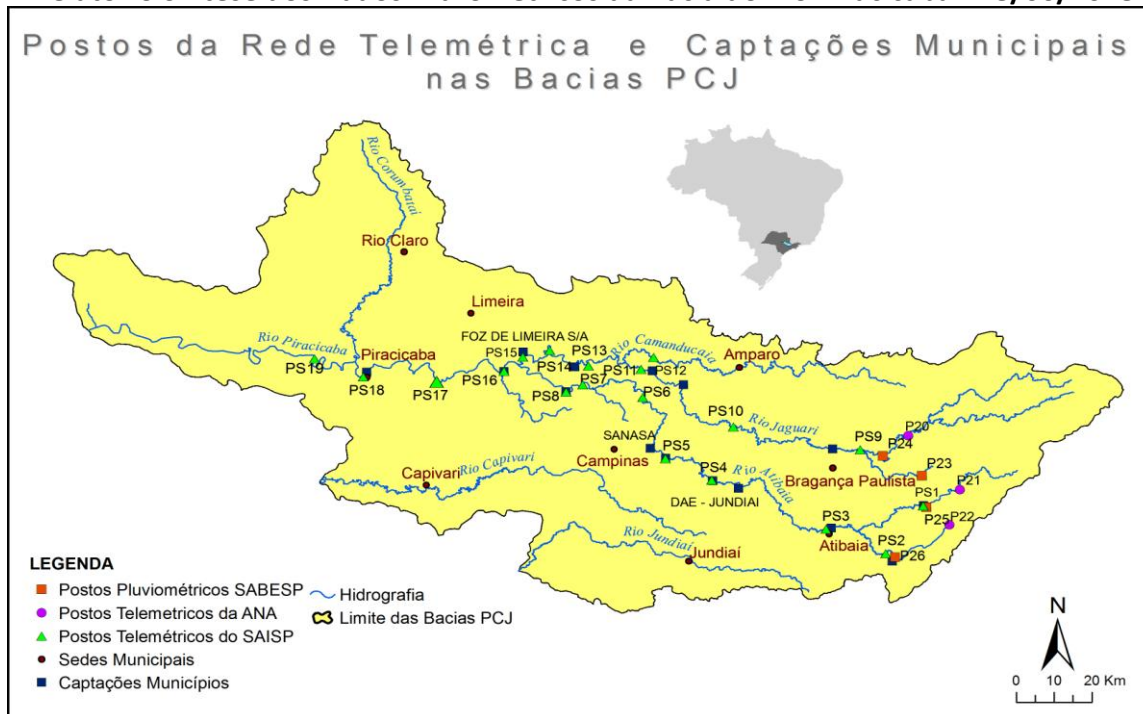 Postos da Rede Telemétrica e Captações Municipais
nas Bacias PCJ
Rio Corumbataí
Rio Claro
Limeira
FOZ DE LIMEIRA S/A
Rio Piracicaba
Piracicaba
PS19
PS18
PS17
PS16
PS15
PS14
PS13
Rio Camanducaia
Amparo
PS11
PS12
PS7
PS8
PS6
PS10
Rio Jaguarí
P20
PS9
P24
SANASA
PS5
Campinas
Capivari
Rio Capivarí
PS4
Rio Atibaia
Bragança Paulista
P23
P21
PS1
DAE - JUNDIAI
P25
P22
PS3
Atibaia
PS2
P26
Rio Jundiaí
Jundiaí
LEGENDA
Postos Pluviométricos SABESP
Hidrografia
Postos Telemetricos da ANA
Limite das Bacias PCJ
Postos Telemétricos do SAISP
Sedes Municipais
Captações Municípios
N
0 10 20 Km